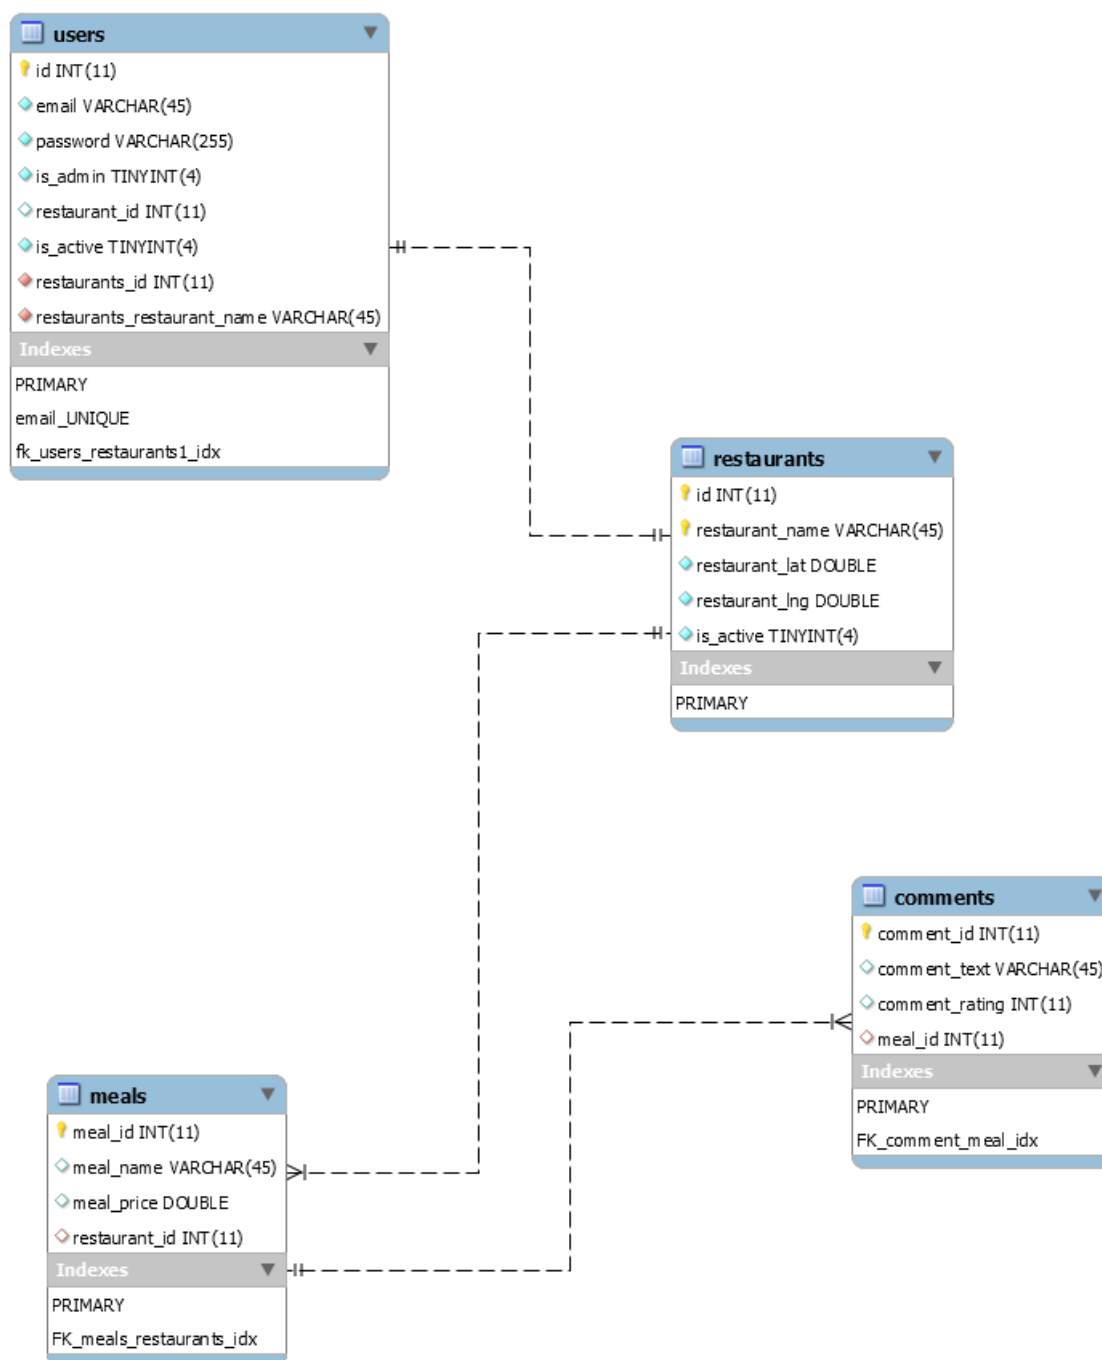 users
id INT(11)
email VARCHAR(45)
password VARCHAR(255)
is_admin TINYINT(4)
restaurant_id INT(11)
is_active TINYINT(4)
restaurants_id INT(11)
restaurants_restaurant_name VARCHAR(45)
Indexes
PRIMARY
email_UNIQUE
fk_users_restaurants1_idx
restaurants
id INT(11)
restaurant_name VARCHAR(45)
restaurant_lat DOUBLE
restaurant_lng DOUBLE
is_active TINYINT(4)
Indexes
PRIMARY
comments
comment_id INT(11)
comment_text VARCHAR(45)
comment_rating INT(11)
meal_id INT(11)
Indexes
PRIMARY
FK_comment_meal_idx
meals
meal_id INT(11)
meal_name VARCHAR(45)
meal_price DOUBLE
restaurant_id INT(11)
Indexes
PRIMARY
FK_meals_restaurants_idx